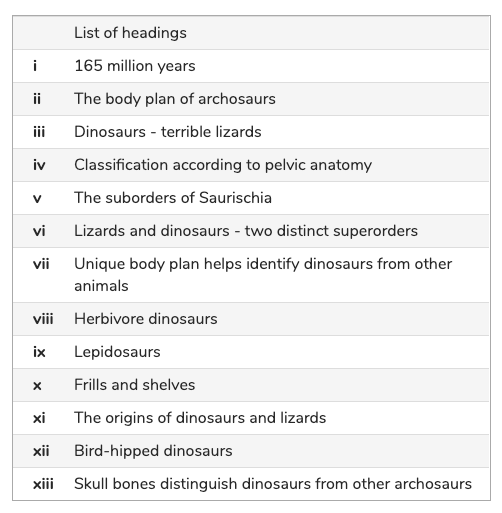 List of headings
i 165 million years
ii The body plan of archosaurs
iii Dinosaurs - terrible lizards
iv Classification according to pelvic anatomy
v The suborders of Saurischia
vi Lizards and dinosaurs - two distinct superorders
vii Unique body plan helps identify dinosaurs from other
animals
viii Herbivore dinosaurs
ix Lepidosaurs
x Frills and shelves
xi The origins of dinosaurs and lizards
xii Bird-hipped dinosaurs
xiii Skull bones distinguish dinosaurs from other archosaurs